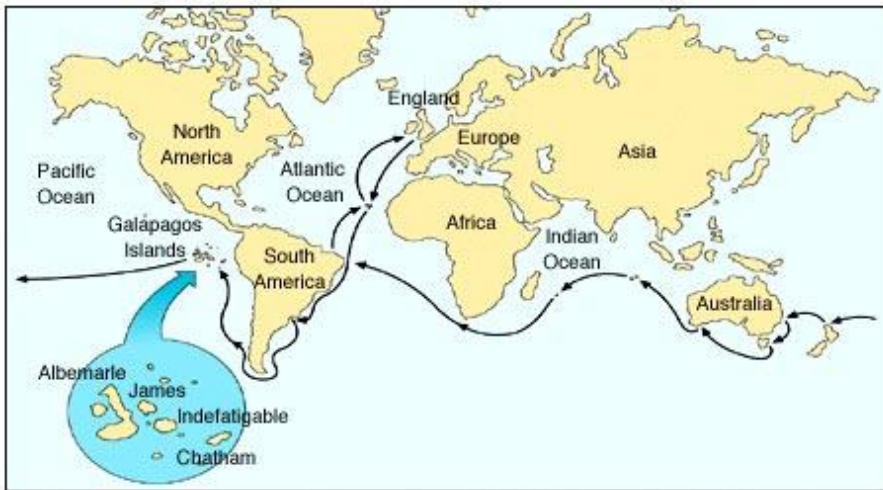 England
North
America
Europe
Asia
Pacific
Ocean
Atlantic
Ocean
Africa
Galápagos
Islands
Indian
Ocean
South
America
Australia
Albemarle
James
Indefatigable
Chatham